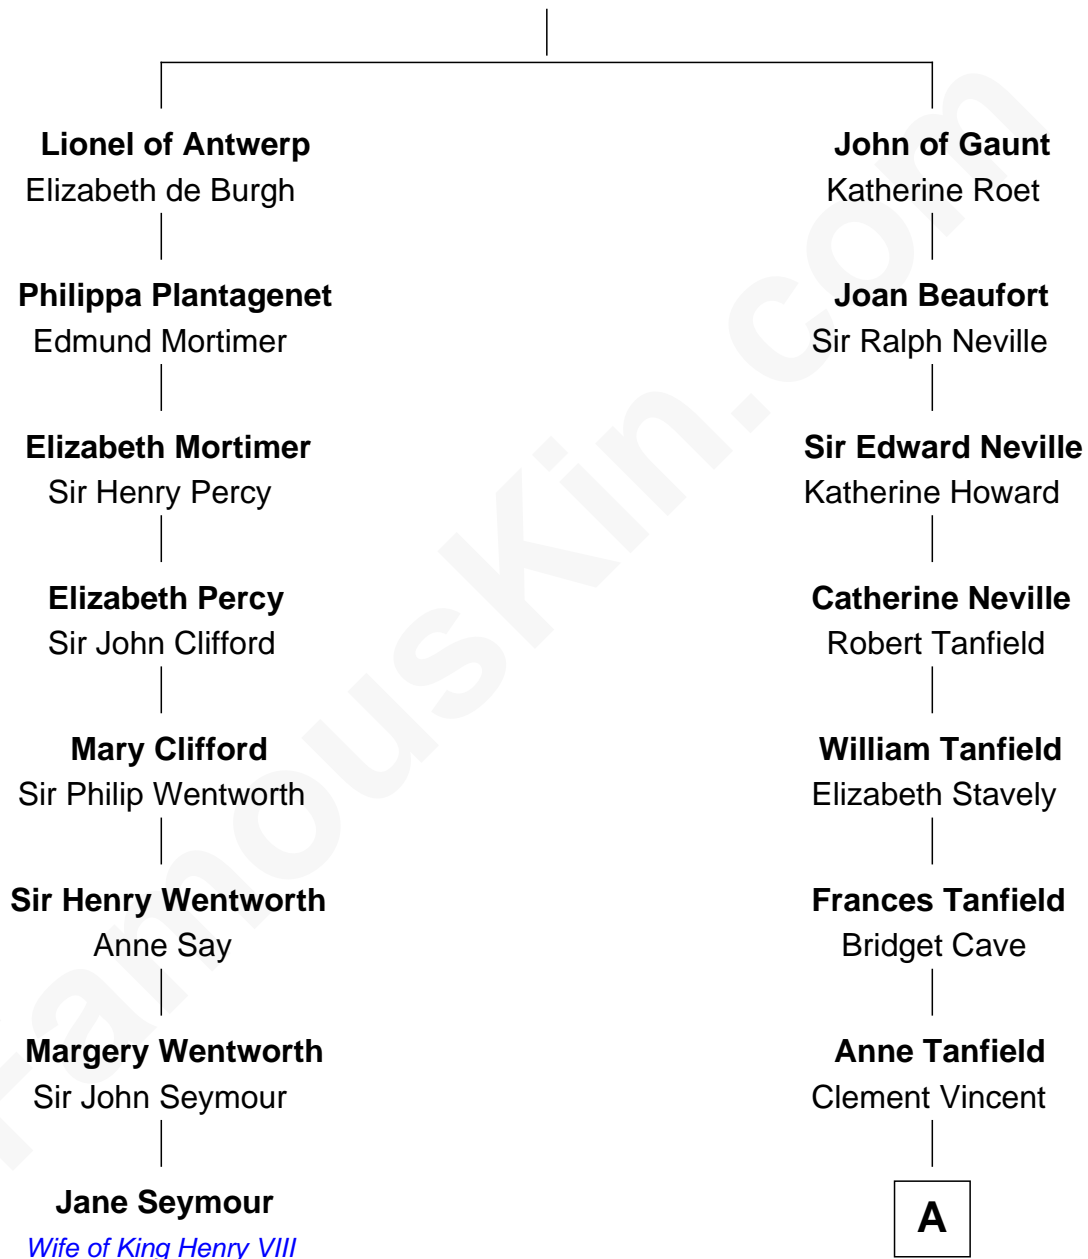 Lionel of Antwerp
Elizabeth de Burgh
Philippa Plantagenet
Edmund Mortimer
Elizabeth Mortimer
Sir Henry Percy
Elizabeth Percy
Sir John Clifford
Mary Clifford
Sir Philip Wentworth
Sir Henry Wentworth
Anne Say
Margery Wentworth
Sir John Seymour
Jane Seymour
Wife of King Henry VIII
John of Gaunt
Katherine Roet
Joan Beaufort
Sir Ralph Neville
Sir Edward Neville
Katherine Howard
Catherine Neville
Robert Tanfield
William Tanfield
Elizabeth Stavely
Frances Tanfield
Bridget Cave
Anne Tanfield
Clement Vincent
A
FamousKin.com